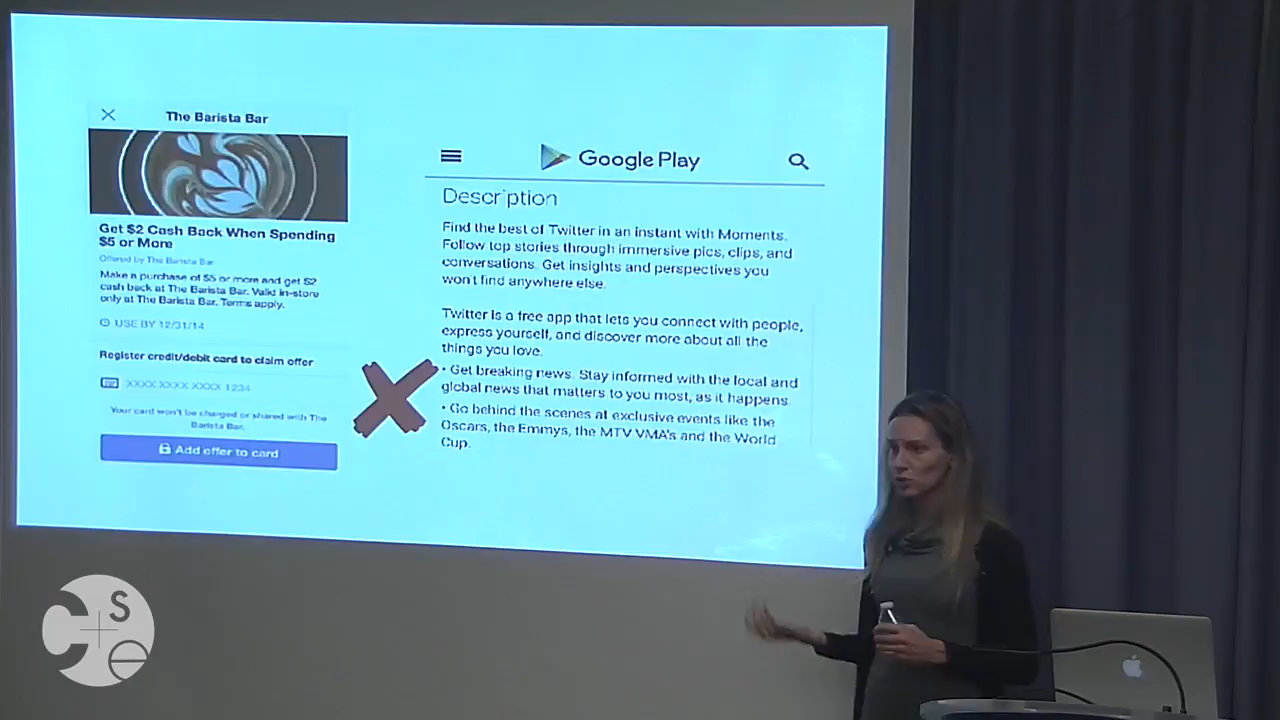 The Barista Bar
Get $2 Cash Back When Spending
$5 or More
Offered by The Barista Bar
Make a purchase of $5 or more and get $2
cash back at The Barista Bar. Valid in-store
only at The Barista Bar. Terms apply.
USE BY 12/31/14
Register credit/debit card to claim offer
XXXX XXXX XXXX 1234
Your card won't be charged or shared with The
Barista Bar.
Add offer to card
Google Play
Description
Find the best of Twitter in an instant with Moments.
Follow top stories through immersive pics, clips, and
conversations. Get insights and perspectives you
won't find anywhere else.
Twitter is a free app that lets you connect with people,
express yourself, and discover more about all the
things you love.
• Get breaking news. Stay informed with the local and
global news that matters to you most, as it happens.
• Go behind the scenes at exclusive events like the
Oscars, the Emmys, the MTV VMA's and the World
Cup.
C+se